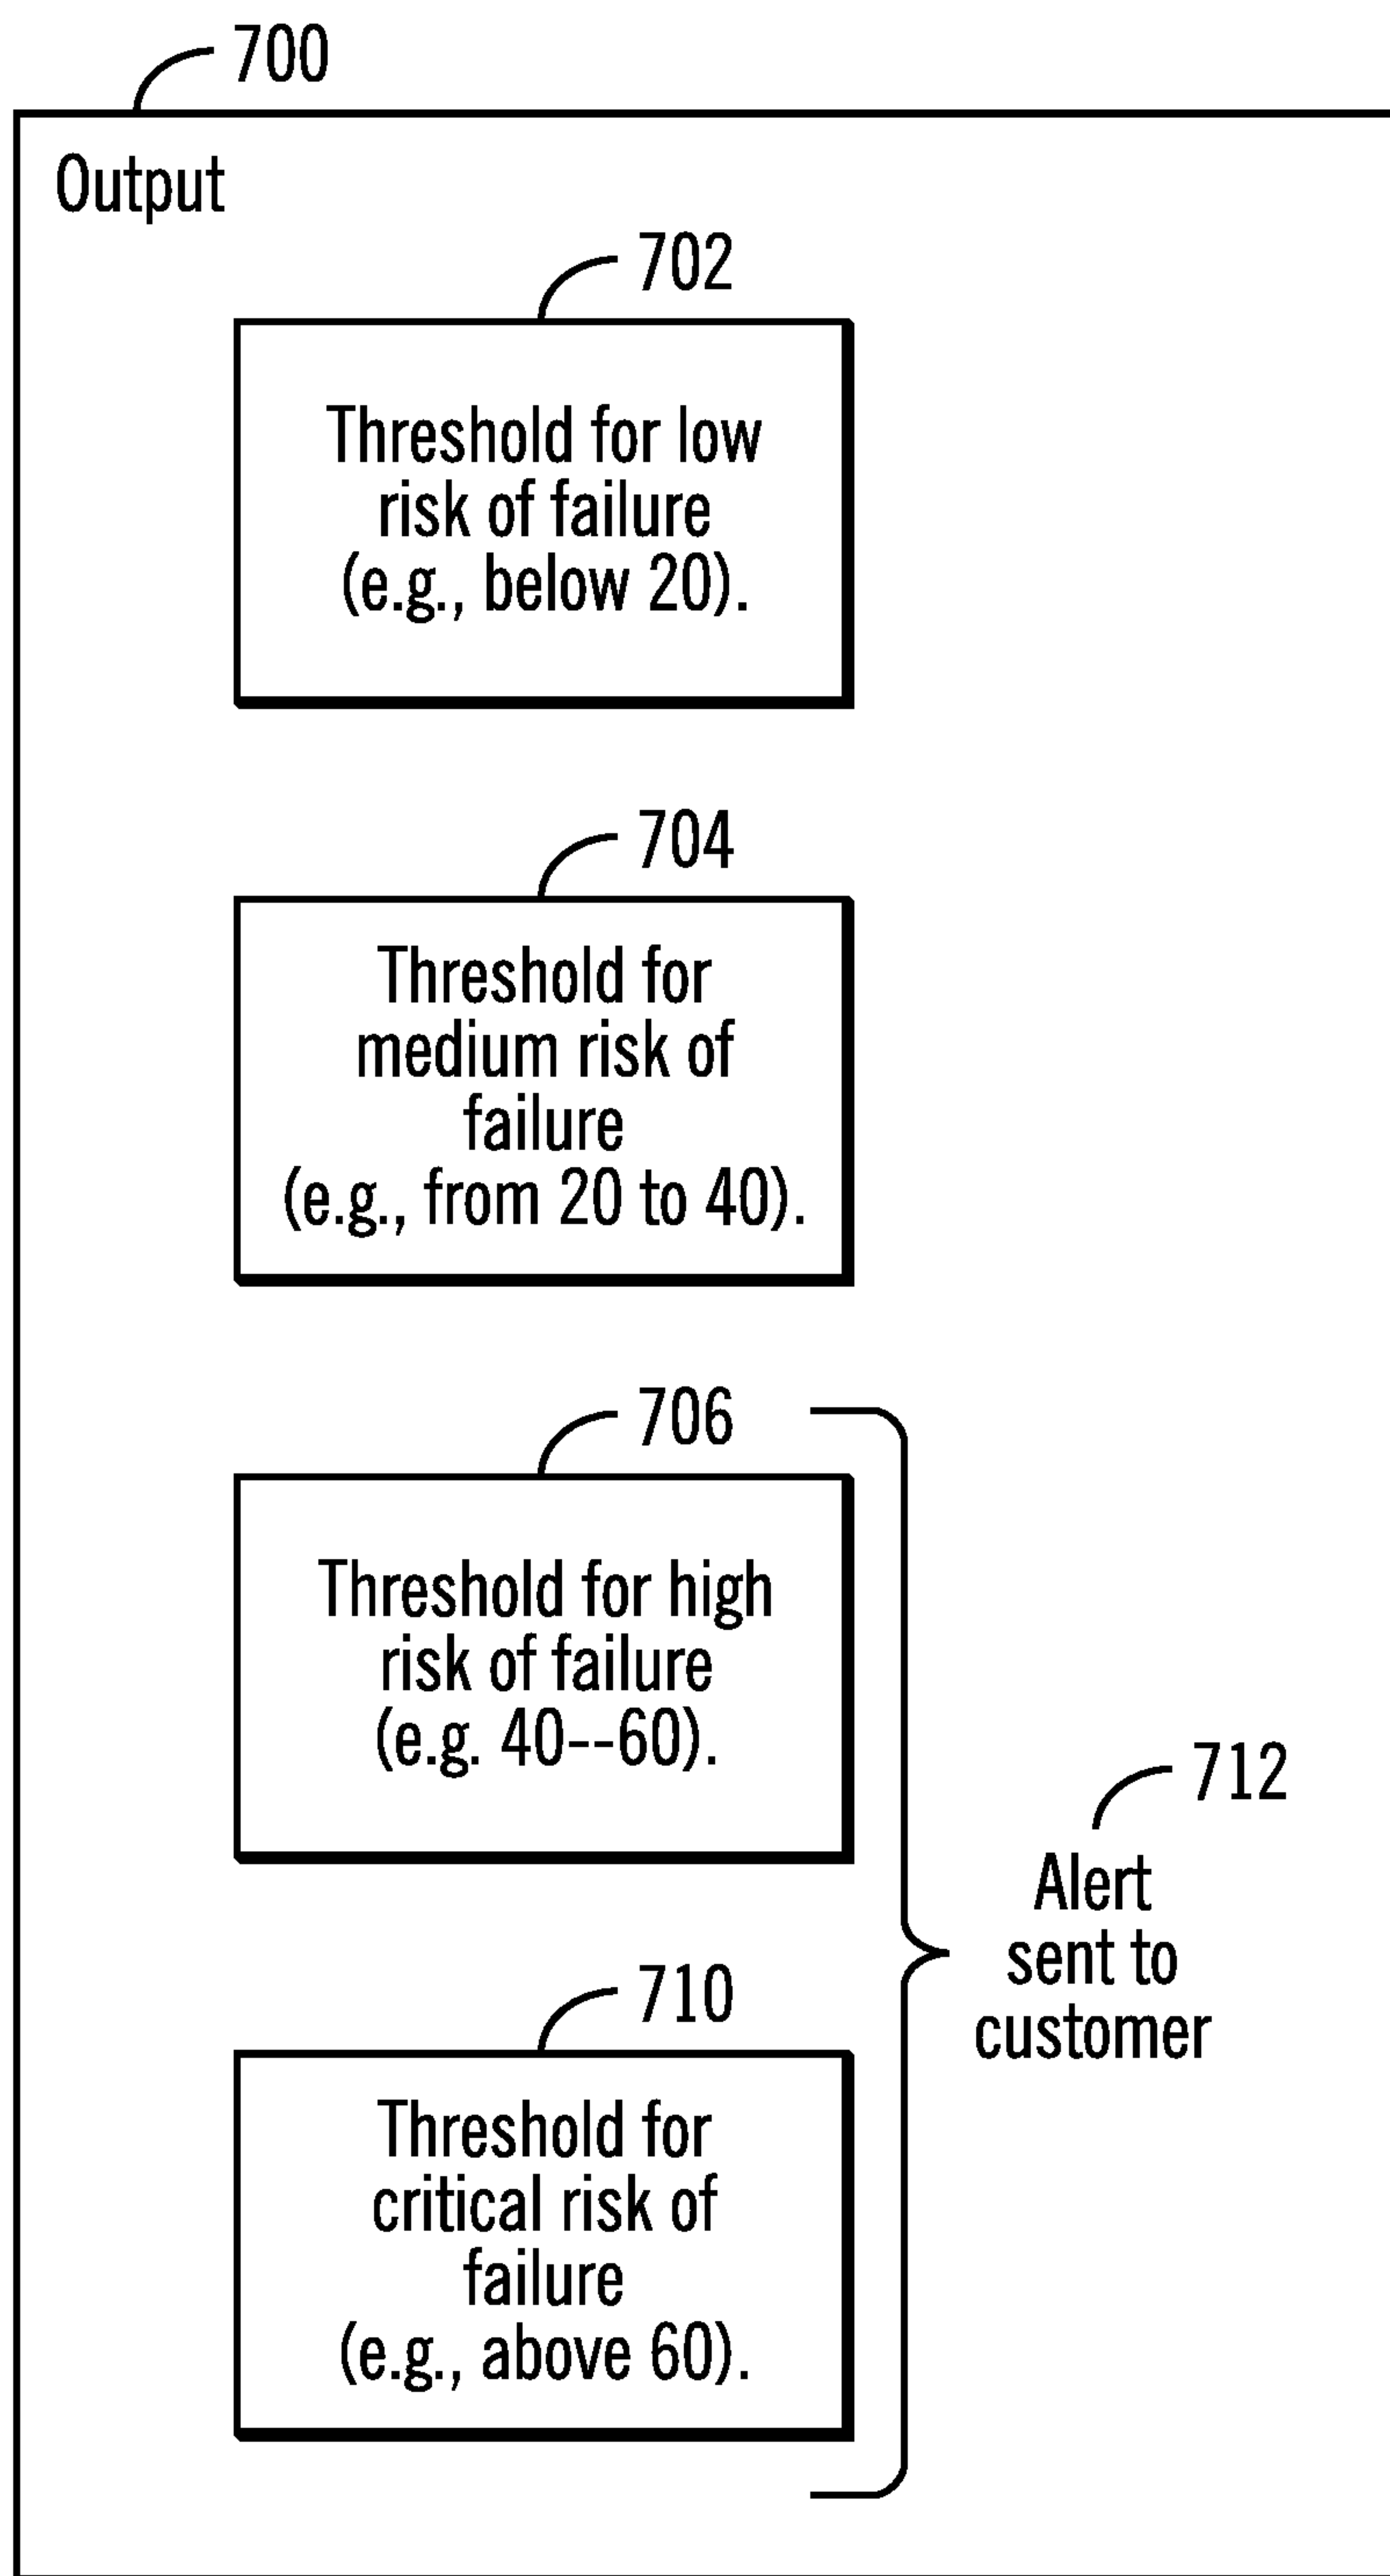 700
Output
702
Threshold for low
risk of failure
(e.g., below 20).
704
Threshold for
medium risk of
failure
(e.g., from 20 to 40).
706
Threshold for high
risk of failure
(e.g. 40--60).
712
Alert
sent to
customer
710
Threshold for
critical risk of
failure
(e.g., above 60).